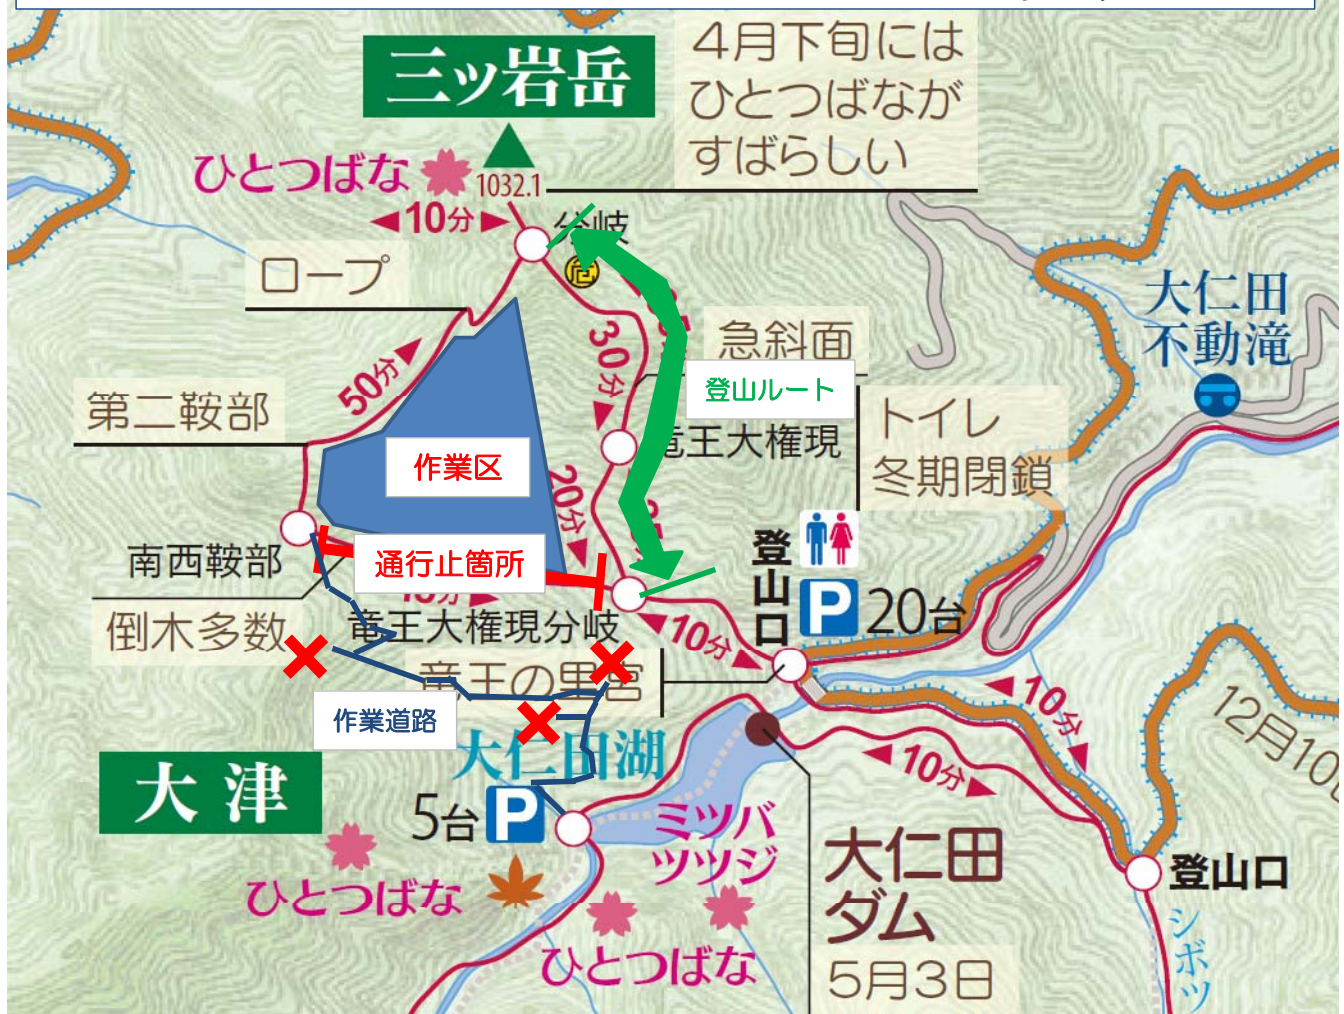 三ッ岩岳
4月下旬には
ひとつばなが
すばらしい
ひとつばな
1032.1
10分
分岐
危
ロープ
大仁田
不動滝
30分
急斜面
50分
登山ルート
第二鞍部
トイレ
冬期閉鎖
竜王大権現
作業区
20分
登山口
P 20台
南西鞍部
通行止箇所
倒木多数
竜王大権現分岐
10分
竜王の里宮
10分
作業道路
12月10
大仁田湖
10分
大津
5台 P
ミツバ
ツツジ
大仁田
ダム
5月3日
登山口
ひとつばな
ひとつばな
シボツ